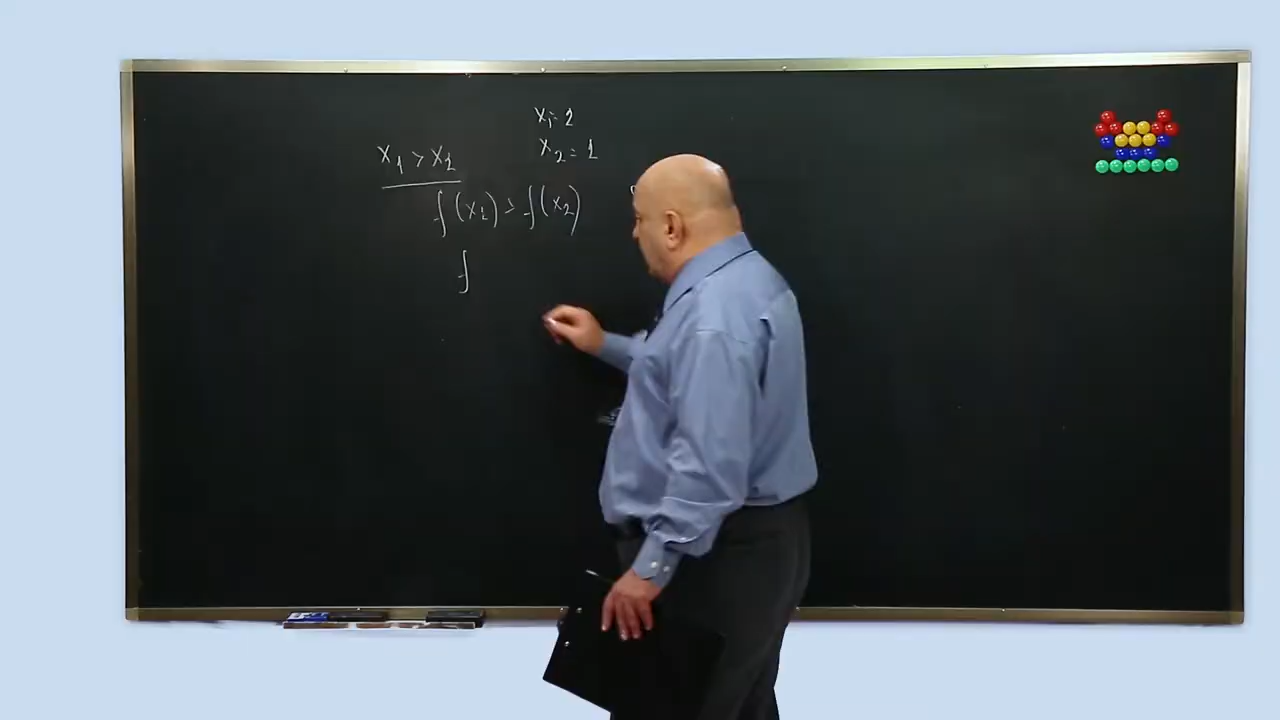 x₁ = 2
x₂ = 1
x₁ > x₂
f(x₁) > f(x₂)
f